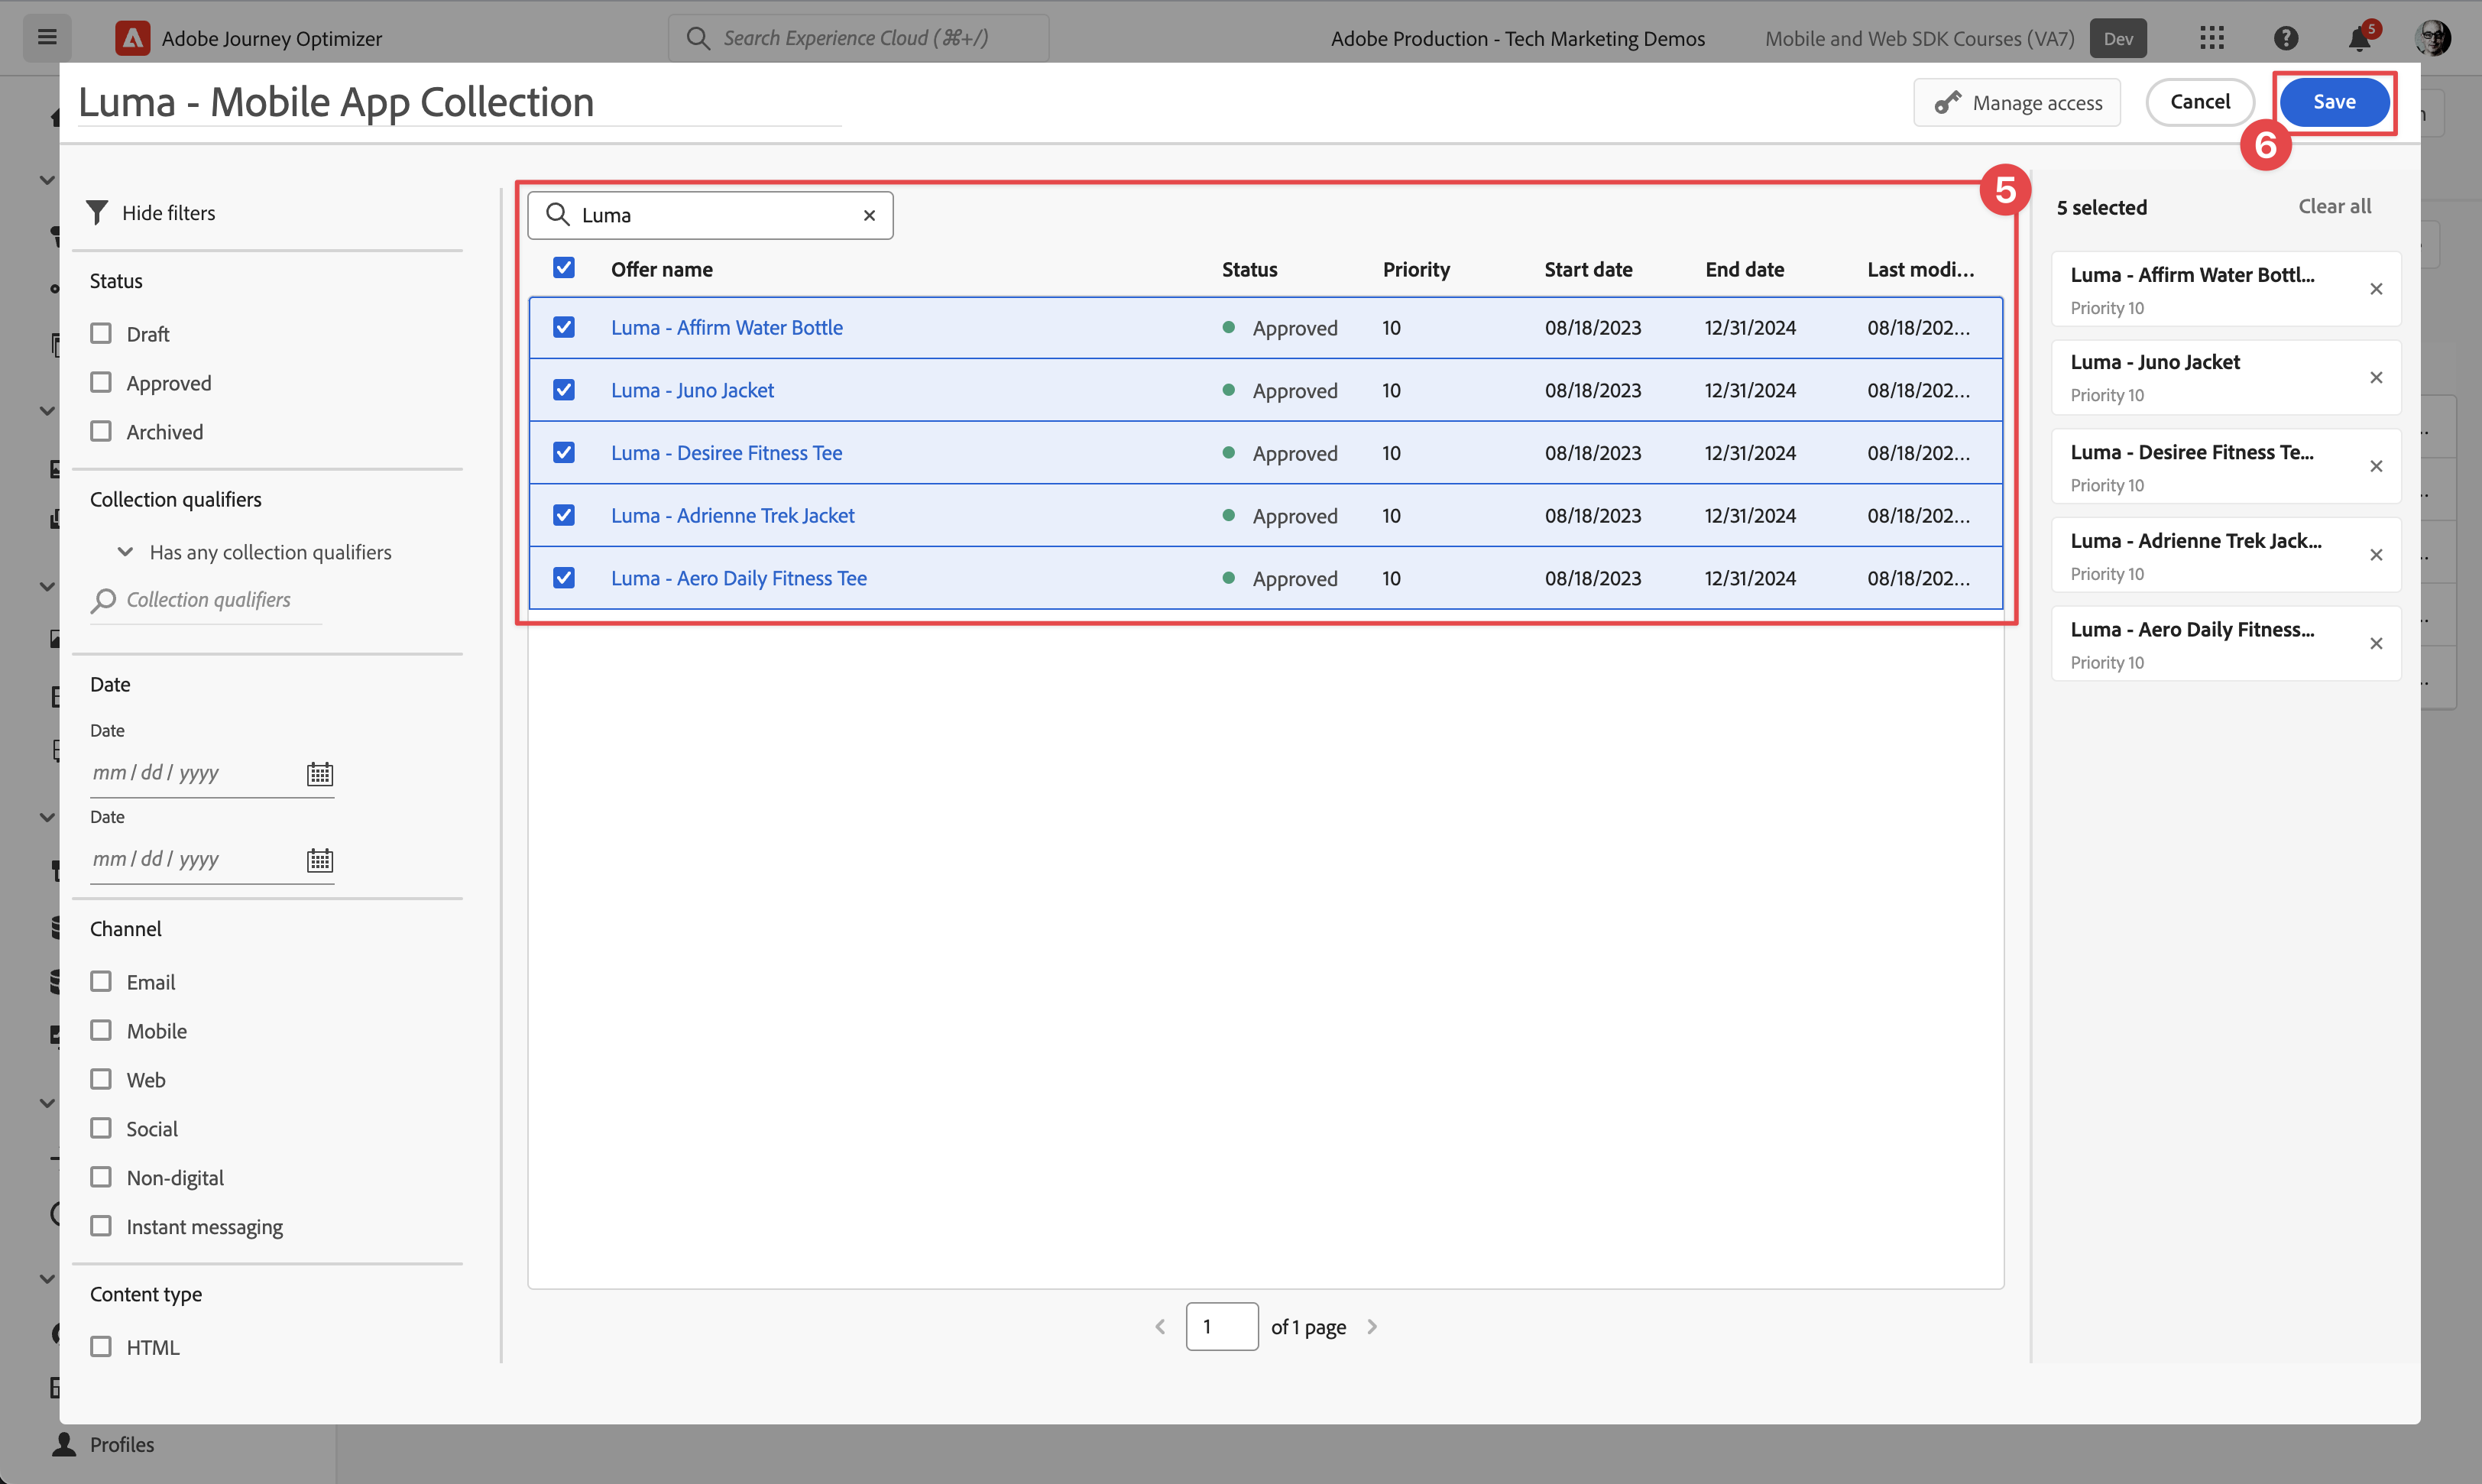 Adobe Journey Optimizer
Search Experience Cloud (⌘+/)
Adobe Production - Tech Marketing Demos
Mobile and Web SDK Courses (VA7)
Dev
5
Luma - Mobile App Collection
Manage access
Cancel
Save
6
5
Hide filters
Status
Draft
Approved
Archived
Collection qualifiers
Has any collection qualifiers
Collection qualifiers
Date
Date
mm / dd / yyyy
Date
mm / dd / yyyy
Channel
Email
Mobile
Web
Social
Non-digital
Instant messaging
Content type
HTML
Luma
Offer name Status Priority Start date End date Last modi...
Luma - Affirm Water Bottle Approved 10 08/18/2023 12/31/2024 08/18/202...
Luma - Juno Jacket Approved 10 08/18/2023 12/31/2024 08/18/202...
Luma - Desiree Fitness Tee Approved 10 08/18/2023 12/31/2024 08/18/202...
Luma - Adrienne Trek Jacket Approved 10 08/18/2023 12/31/2024 08/18/202...
Luma - Aero Daily Fitness Tee Approved 10 08/18/2023 12/31/2024 08/18/202...
1 of 1 page
5 selected
Clear all
Luma - Affirm Water Bottl...
Priority 10
Luma - Juno Jacket
Priority 10
Luma - Desiree Fitness Te...
Priority 10
Luma - Adrienne Trek Jack...
Priority 10
Luma - Aero Daily Fitness...
Priority 10
Profiles